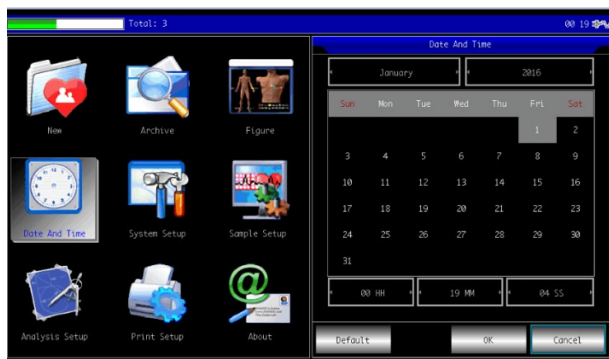 Total: 3
00 19
New
Archive
Figure
Date And Time
System Setup
Sample Setup
Analysis Setup
Print Setup
About
Date And Time
January
2016
Sun Mon Tue Wed Thu Fri Sat
1 2
3 4 5 6 7 8 9
10 11 12 13 14 15 16
17 18 19 20 21 22 23
24 25 26 27 28 29 30
31
00 HH
19 MM
04 SS
Default
OK
Cancel